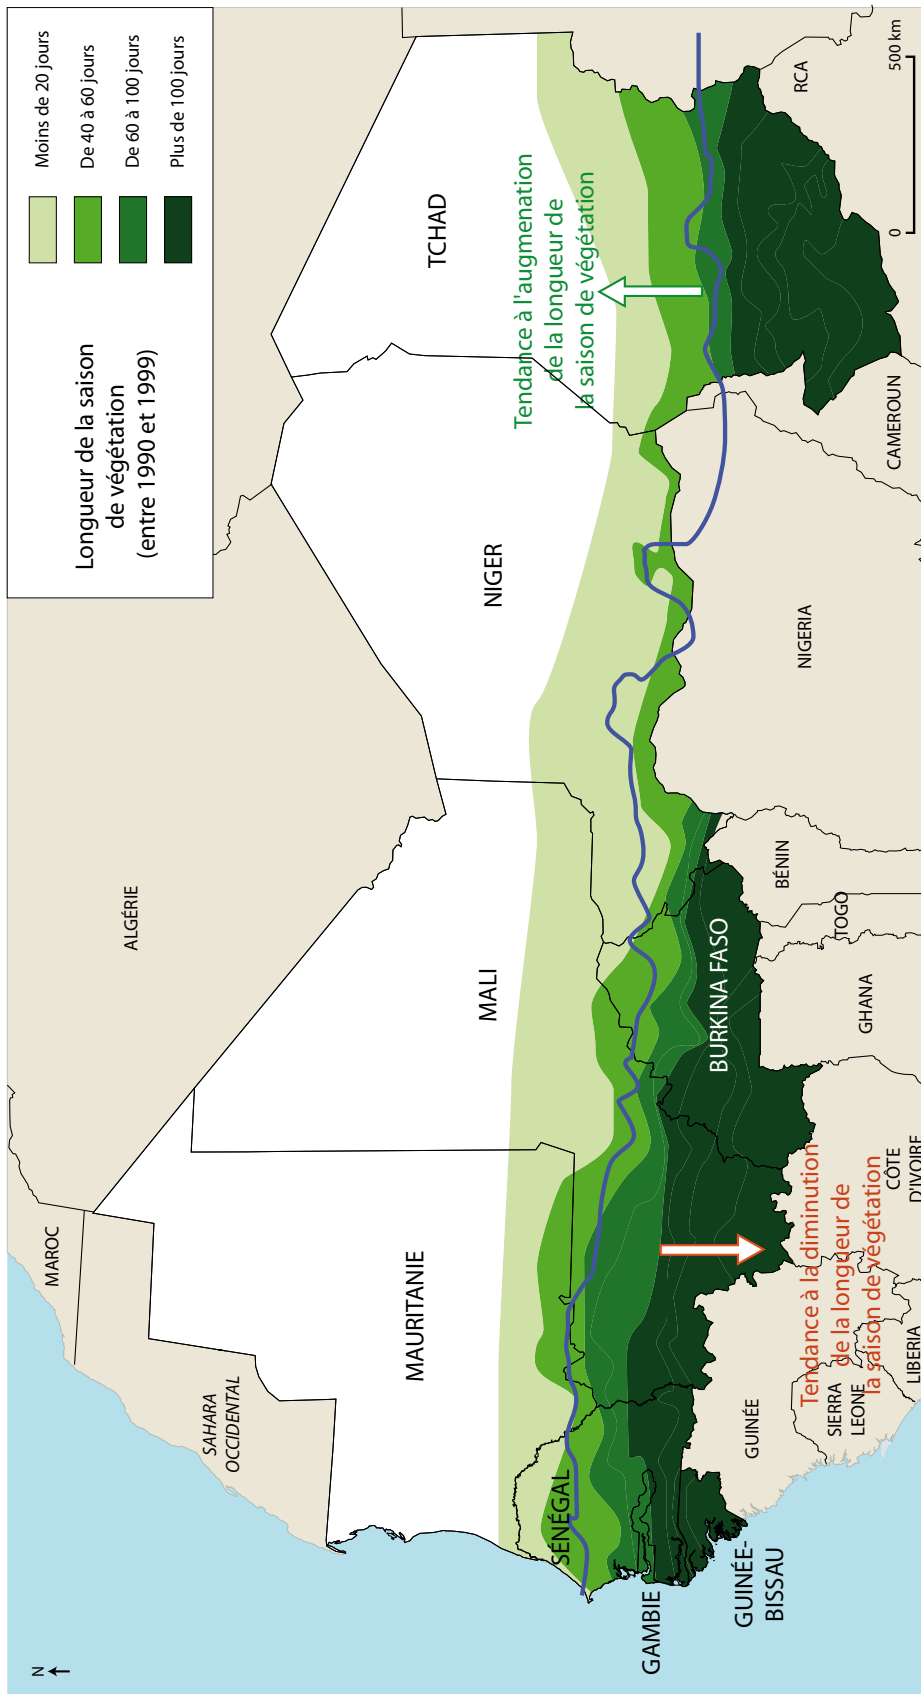 Longueur de la saison
de végétation
(entre 1990 et 1999)
Moins de 20 jours
De 40 à 60 jours
De 60 à 100 jours
Plus de 100 jours
N
MAROC
ALGÉRIE
SAHARA
OCCIDENTAL
MAURITANIE
MALI
NIGER
TCHAD
Tendance à l'augmenation
de la longueur de
la saison de végétation
SÉNÉGAL
GAMBIE
GUINÉE-
BISSAU
GUINÉE
SIERRA
LEONE
LIBERIA
CÔTE
D'IVOIRE
Tendance à la diminution
de la longueur de
la saison de végétation
BURKINA FASO
GHANA
TOGO
BÉNIN
NIGERIA
CAMEROUN
RCA
0 500 km